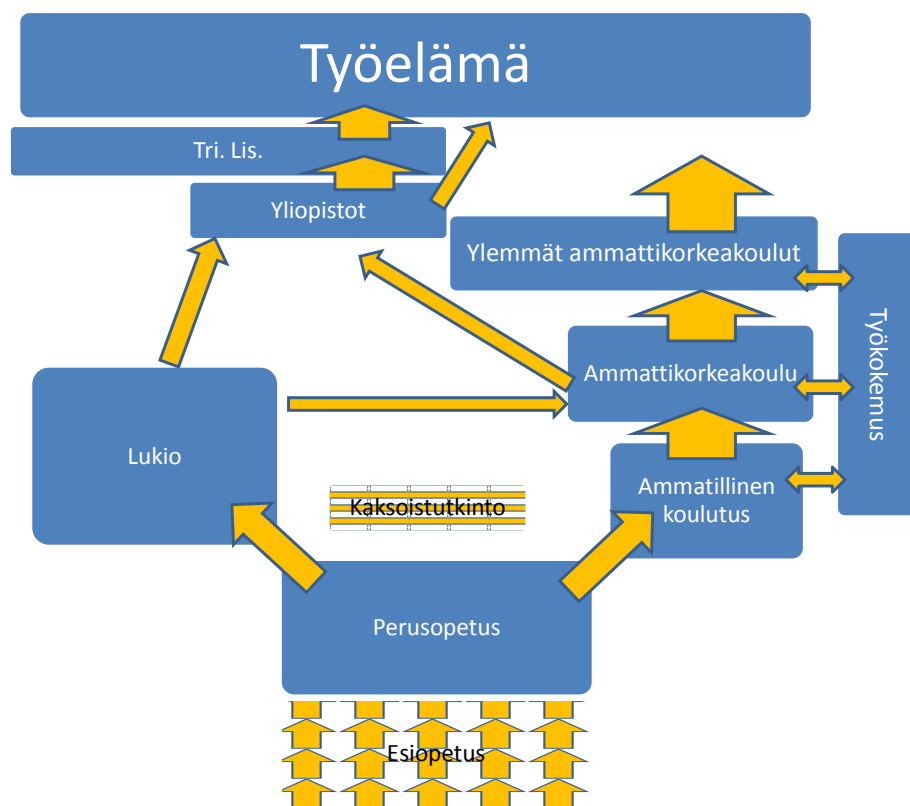 Työelämä
Tri. Lis.
Yliopistot
Ylemmät ammattikorkeakoulut
Työkokemus
Ammattikorkeakoulu
Lukio
Ammatillinen
koulutus
Kaksoistutkinto
Perusopetus
Esiopetus